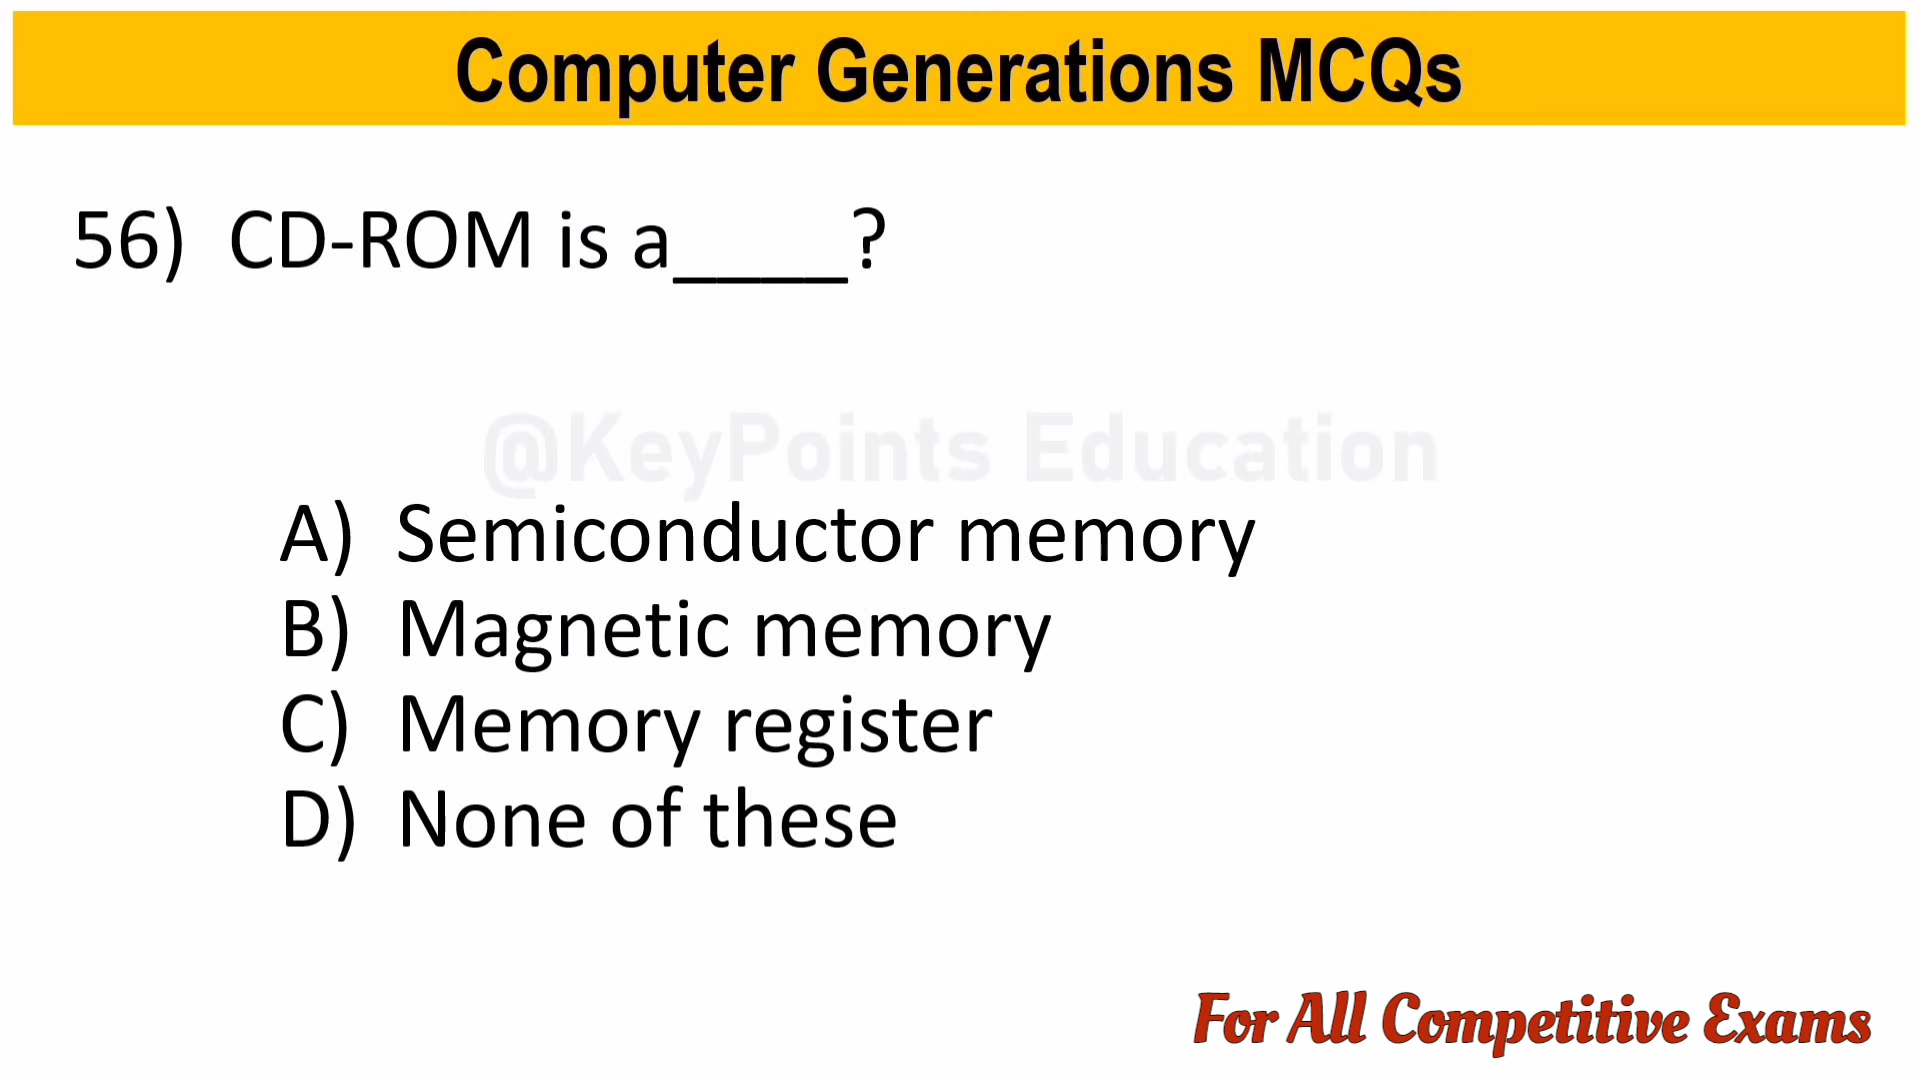 Computer Generations MCQs
56) CD-ROM is a____?
@KeyPoints Education
A) Semiconductor memory
B) Magnetic memory
C) Memory register
D) None of these
For All Competitive Exams